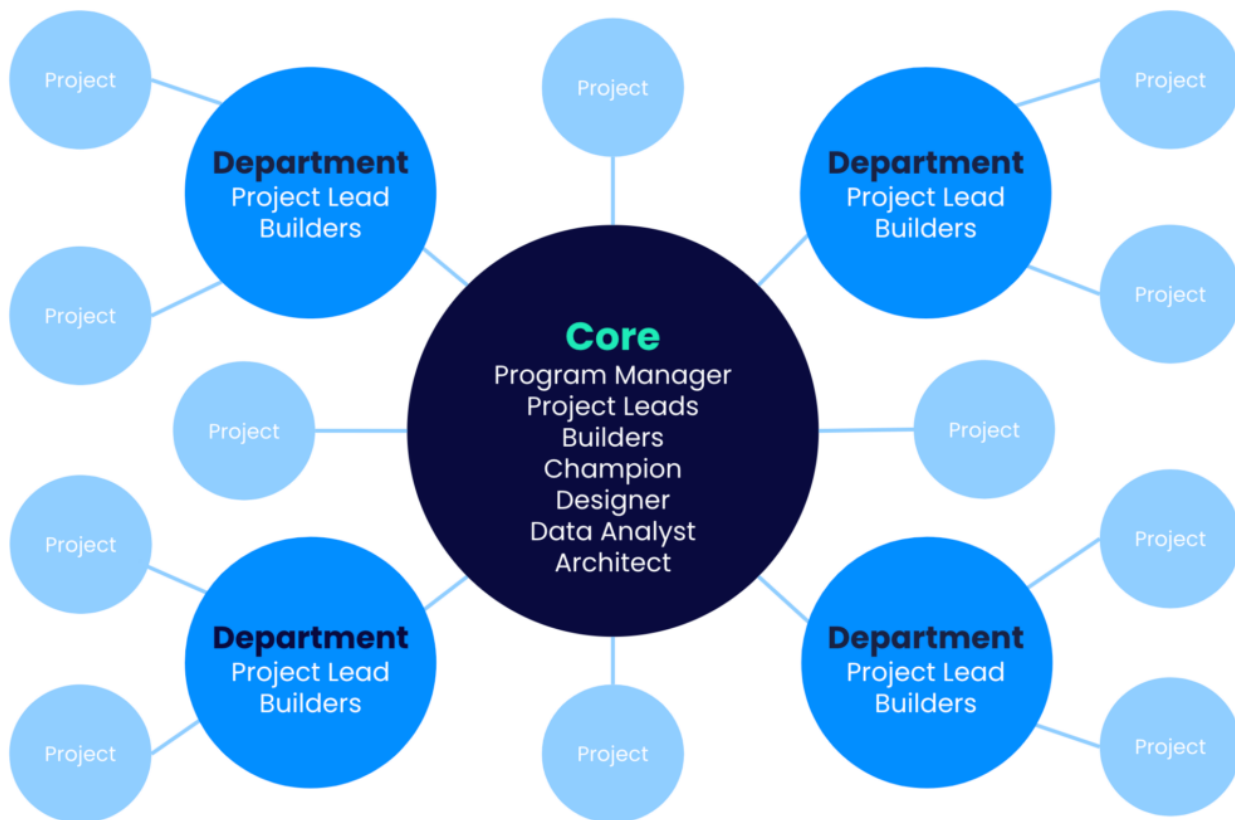 Project
Project
Project
Department
Project Lead
Builders
Department
Project Lead
Builders
Project
Project
Core
Program Manager
Project Leads
Builders
Champion
Designer
Data Analyst
Architect
Project
Project
Project
Project
Department
Project Lead
Builders
Department
Project Lead
Builders
Project
Project
Project
Project